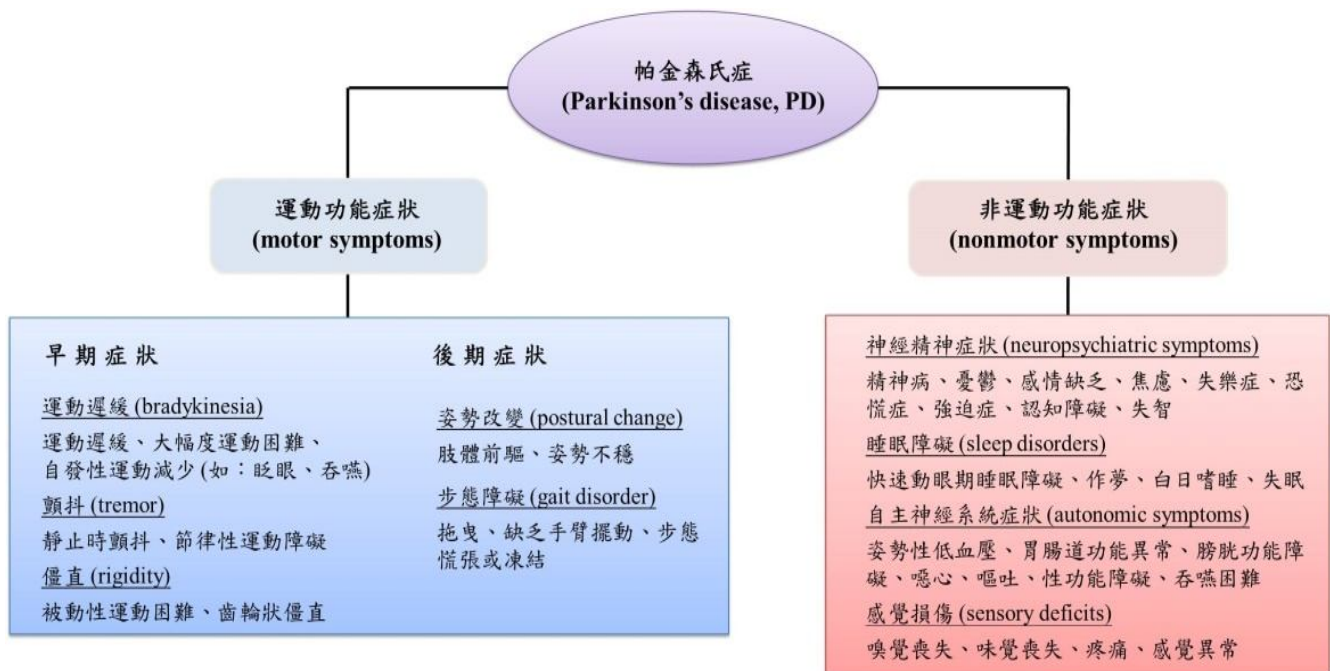 帕金森氏症
(Parkinson's disease, PD)
運動功能症狀
(motor symptoms)
非運動功能症狀
(nonmotor symptoms)
早期症狀
運動遲緩 (bradykinesia)
運動遲緩、大幅度運動困難、
自發性運動減少 (如：眨眼、吞嚥)
顫抖 (tremor)
靜止時顫抖、節律性運動障礙
僵直 (rigidity)
被動性運動困難、齒輪狀僵直
後期症狀
姿勢改變 (postural change)
肢體前驅、姿勢不穩
步態障礙 (gait disorder)
拖曳、缺乏手臂擺動、步態
慌張或凍結
神經精神症狀 (neuropsychiatric symptoms)
精神病、憂鬱、感情缺乏、焦慮、失樂症、恐
慌症、強迫症、認知障礙、失智
睡眠障礙 (sleep disorders)
快速動眼期睡眠障礙、作夢、白日嗜睡、失眠
自主神經系統症狀 (autonomic symptoms)
姿勢性低血壓、胃腸道功能異常、膀胱功能障
礙、噁心、嘔吐、性功能障礙、吞嚥困難
感覺損傷 (sensory deficits)
嗅覺喪失、味覺喪失、疼痛、感覺異常